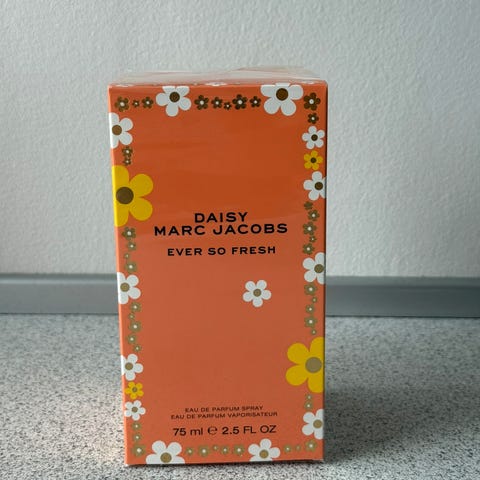 DAISY
MARC JACOBS
EVER SO FRESH
EAU DE PARFUM SPRAY
EAU DE PARFUM VAPORISATEUR
75 ml ℮ 2.5 FL OZ